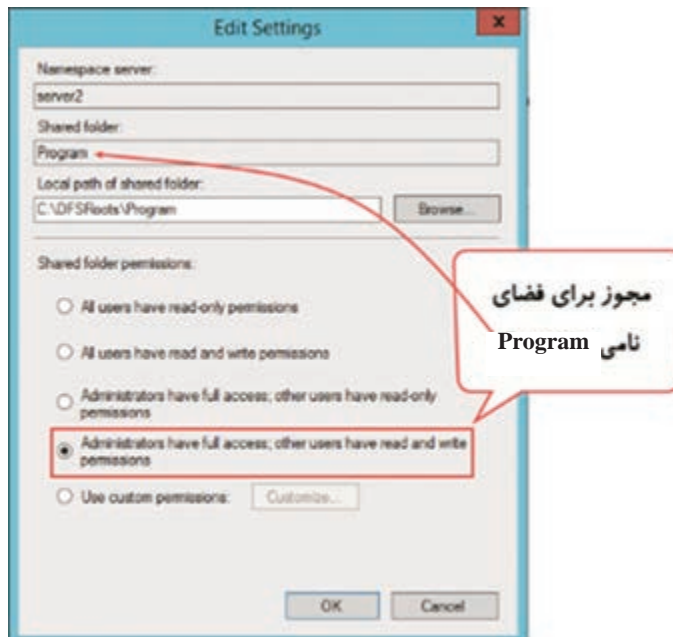 Edit Settings
x
Namespace server:
server2
Shared folder:
Program
Local path of shared folder:
C:\DFSRoots\Program
Browse...
Shared folder permissions:
All users have read-only permissions
All users have read and write permissions
Administrators have full access; other users have read-only
permissions
Administrators have full access; other users have read and write
permissions
Use custom permissions:
Customize...
OK
Cancel
مجوز برای فضای
نامی Program